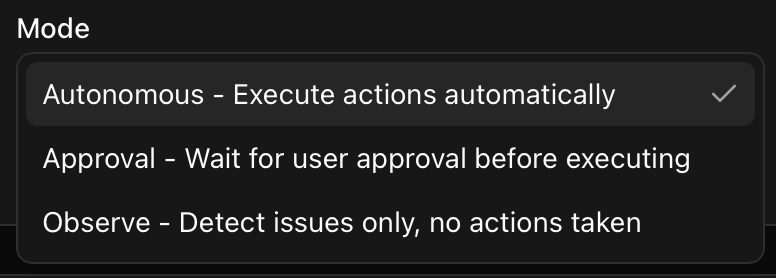 Mode
Autonomous - Execute actions automatically
Approval - Wait for user approval before executing
Observe - Detect issues only, no actions taken